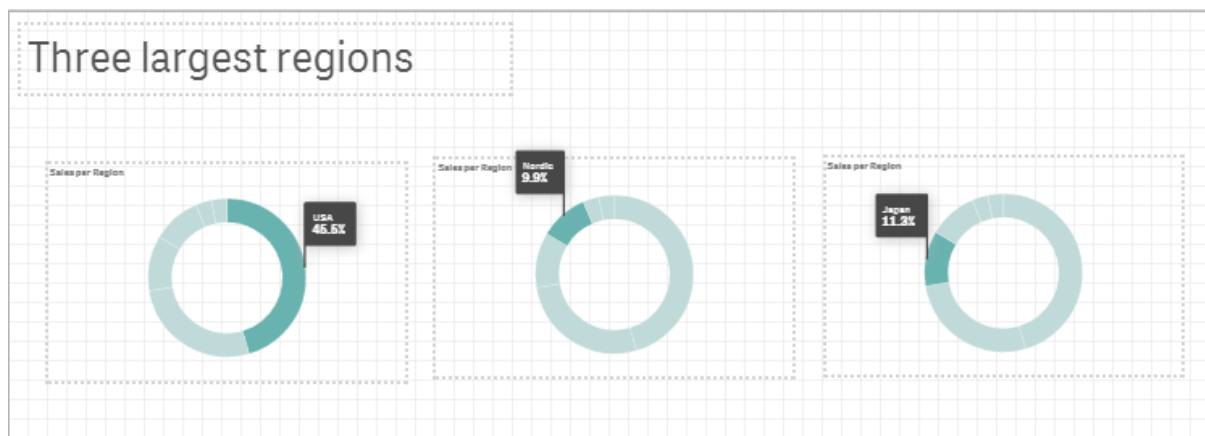 Three largest regions
Sales per Region
USA
45.5%
Sales per Region
Nordic
9.9%
Sales per Region
Japan
11.3%